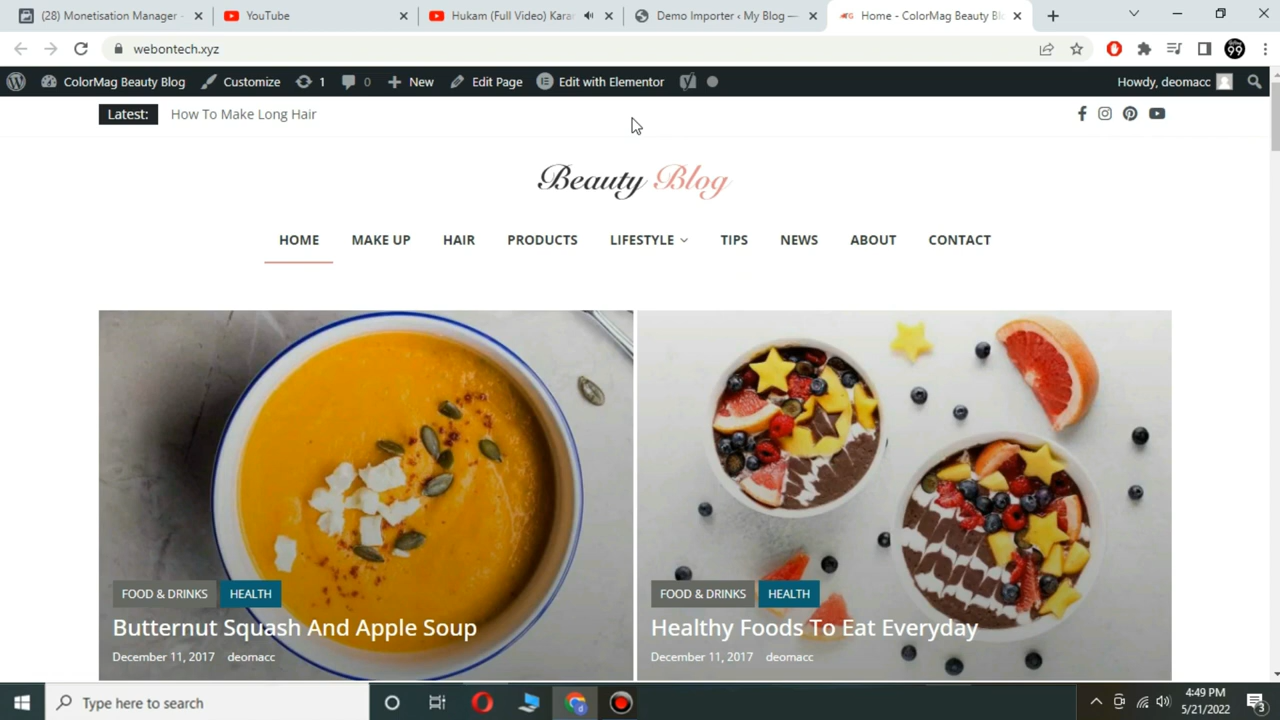 (28) Monetisation Manager -
YouTube
Hukam (Full Video) Kara
Demo Importer ‹ My Blog —
Home - ColorMag Beauty Bl
webontech.xyz
99
ColorMag Beauty Blog
Customize
1
0
New
Edit Page
Edit with Elementor
Howdy, deomacc
Latest:
How To Make Long Hair
Beauty Blog
HOME
MAKE UP
HAIR
PRODUCTS
LIFESTYLE
TIPS
NEWS
ABOUT
CONTACT
FOOD & DRINKS
HEALTH
Butternut Squash And Apple Soup
December 11, 2017
deomacc
FOOD & DRINKS
HEALTH
Healthy Foods To Eat Everyday
December 11, 2017
deomacc
Type here to search
4:49 PM
5/21/2022
3